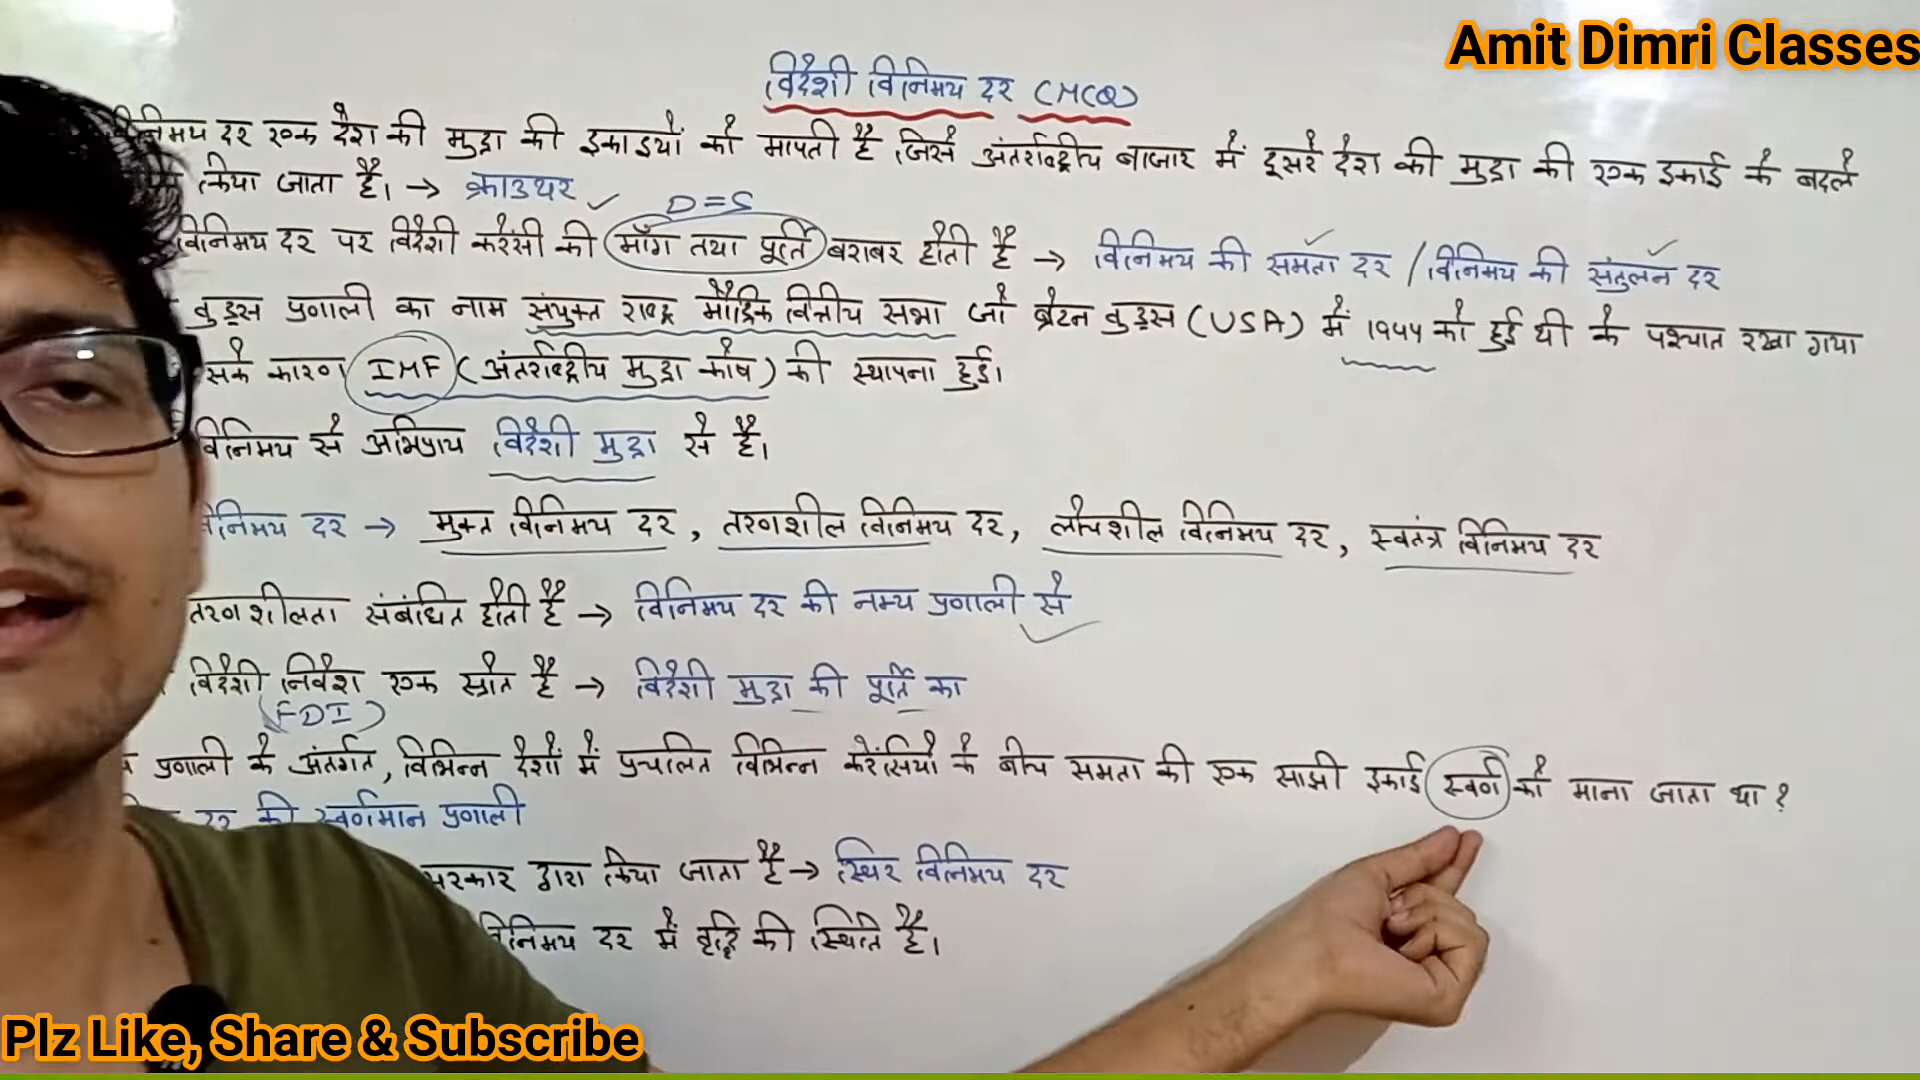 Amit Dimri Classes
विदेशी विनिमय दर (MCQ)
विनिमय दर एक देश की मुद्रा की इकाइयों को मापती है जिसे अंतर्राष्ट्रीय बाजार में दूसरे देश की मुद्रा की एक इकाई के बदले
किया जाता है। → क्राउथर ✓
D=S
विनिमय दर पर विदेशी करेंसी की माँग तथा पूर्ति बराबर होती है → विनिमय की समता दर / विनिमय की संतुलन दर
वुड्स प्रणाली का नाम संयुक्त राष्ट्र मौद्रिक वित्तीय सभा जो ब्रेटन वुड्स (USA) में १९४४ को हुई थी के पश्चात रखा गया
सके कारण IMF (अंतर्राष्ट्रीय मुद्रा कोष) की स्थापना हुई।
विनिमय से अभिप्राय विदेशी मुद्रा से है।
विनिमय दर → मुक्त विनिमय दर, तरणशील विनिमय दर, लोचशील विनिमय दर, स्वतंत्र विनिमय दर
तरणशीलता संबंधित होती है → विनिमय दर की नम्य प्रणाली से
विदेशी निवेश एक स्रोत है → विदेशी मुद्रा की पूर्ति का
(FDI)
प्रणाली के अंतर्गत, विभिन्न देशों में प्रचलित विभिन्न करेंसियों के बीच समता की एक साझी इकाई स्वर्ण को माना जाता था?
दर की स्वर्णमान प्रणाली
सरकार द्वारा किया जाता है → स्थिर विनिमय दर
विनिमय दर में वृद्धि की स्थिति है।
Plz Like, Share & Subscribe